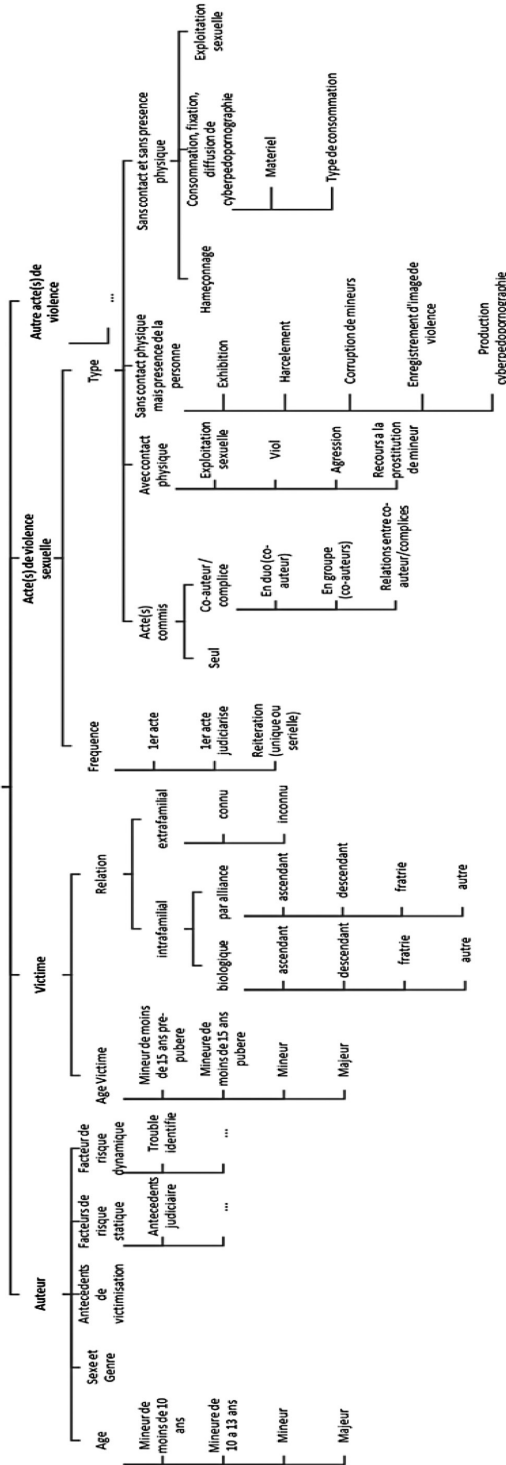 Auteur
Age
Mineur de
moins de 10
ans
Mineure de
10 a 13 ans
Mineur
Majeur
Sexe et
Genre
Antecedents
de
victimisation
Facteurs de
risque
statique
Antecedents
judiciaire
...
Facteur de
risque
dynamique
Trouble
identifie
...
Victime
Age Victime
Mineur de moins
de 15 ans pre-
pubere
Mineure de
moins de 15 ans
pubere
Mineur
Majeur
Relation
intrafamilial
biologique
ascendant
descendant
fratrie
autre
par alliance
ascendant
descendant
fratrie
autre
extrafamilial
connu
inconnu
Acte(s) de violence
sexuelle
Frequence
1er acte
1er acte
judiciarise
Reiteration
(unique ou
serielle)
Type
Acte(s)
commis
Seul
Co-auteur/
complice
En duo (co-
auteur)
En groupe
(co-auteurs)
Relations entre co-
auteur/complices
Avec contact
physique
Exploitation
sexuelle
Viol
Agression
Recours a la
prostitution
de mineur
Sans contact physique
mais presence de la
personne
Exhibition
Harcelement
Corruption de mineurs
Enregistrement d'image de
violence
Production
cyberpedopornographie
Sans contact et sans presence
physique
Hameçonnage
Consommation, fixation,
diffusion de
cyberpedopornographie
Materiel
Type de consommation
Exploitation
sexuelle
Autre acte(s) de
violence
...